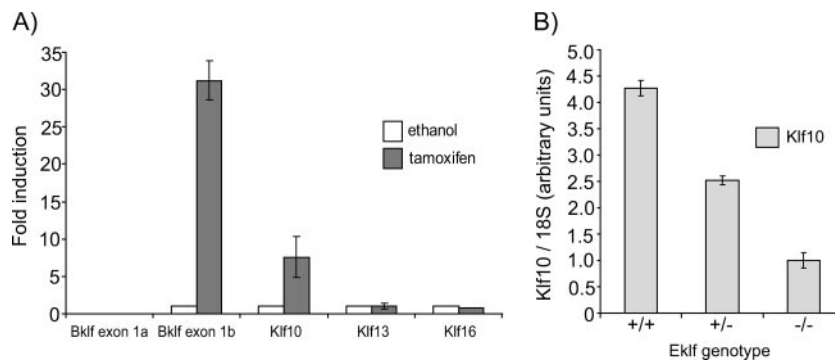 A)
Fold induction
35
30
25
20
15
10
5
0
ethanol
tamoxifen
Bklf exon 1a Bklf exon 1b Klf10 Klf13 Klf16
B)
Klf10 / 18S (arbitrary units)
5.0
4.5
4.0
3.5
3.0
2.5
2.0
1.5
1.0
0.5
0
Klf10
+/+ +/- -/-
Eklf genotype